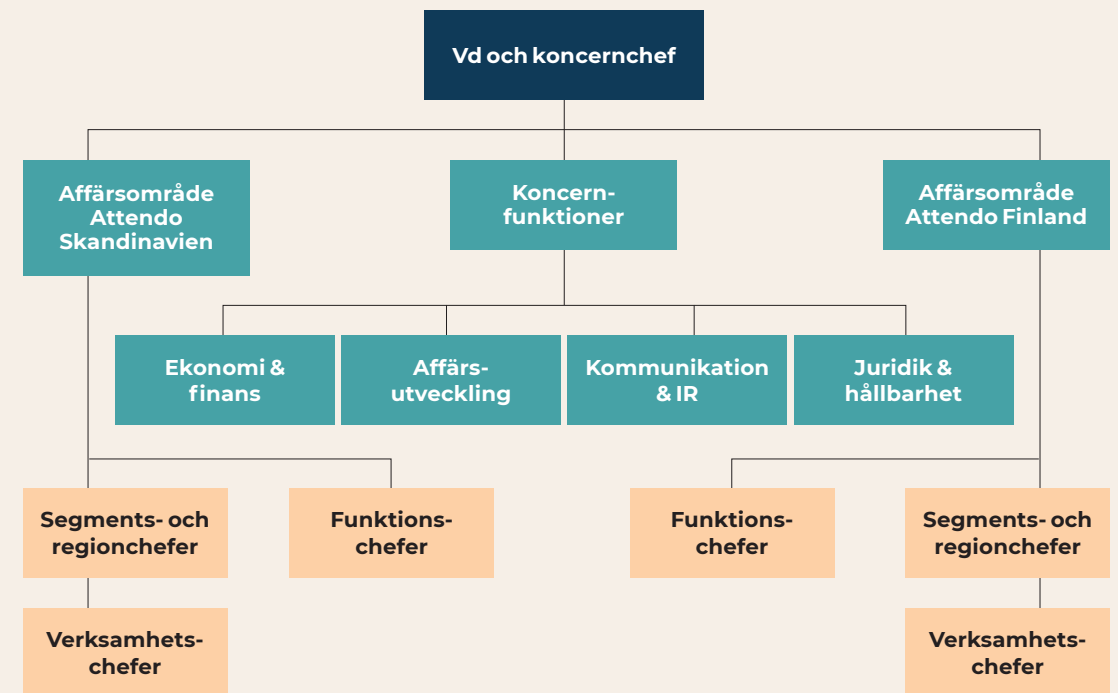 Vd och koncernchef
Affärsområde
Attendo
Skandinavien
Koncern-
funktioner
Affärsområde
Attendo Finland
Ekonomi &
finans
Affärs-
utveckling
Kommunikation
& IR
Juridik &
hållbarhet
Segments- och
regionchefer
Funktions-
chefer
Funktions-
chefer
Segments- och
regionchefer
Verksamhets-
chefer
Verksamhets-
chefer